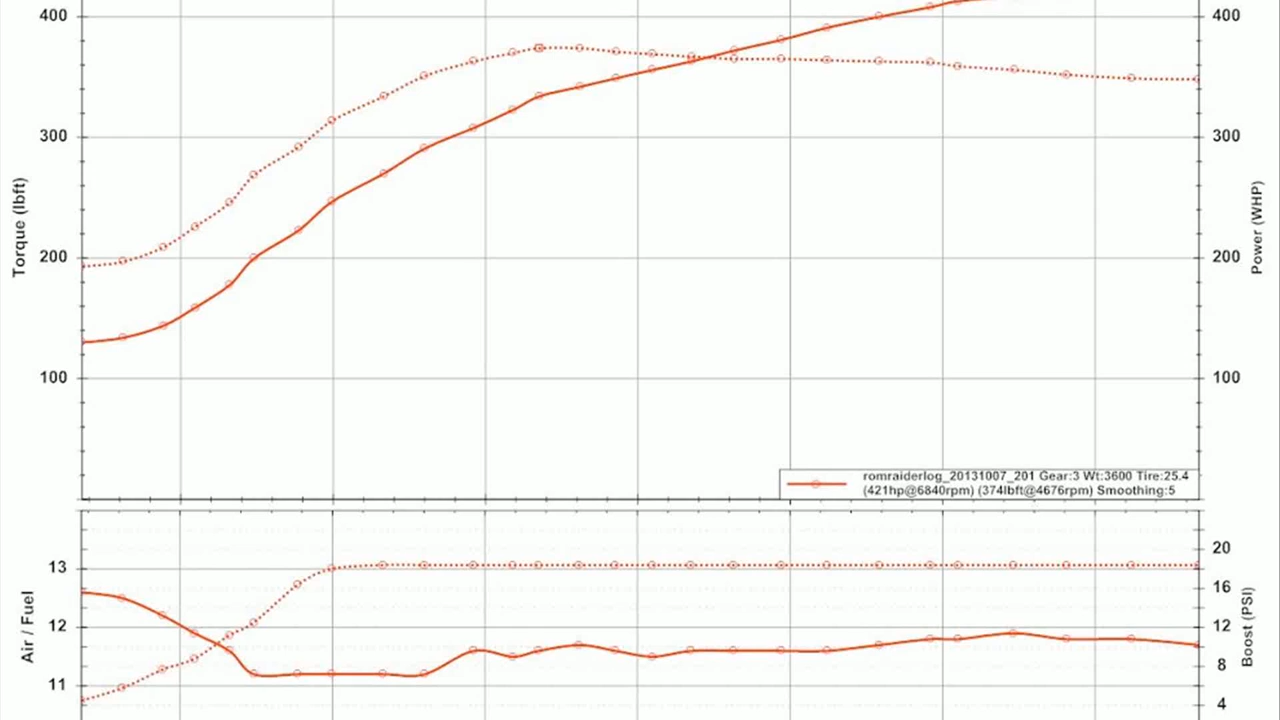 400
300
200
100
Torque (lbft)
400
300
200
100
Power (WHP)
romraiderlog_20131007_201 Gear:3 Wt:3600 Tire:25.4
(421hp@6840rpm) (374lbft@4676rpm) Smoothing:5
13
12
11
Air / Fuel
20
16
12
8
4
Boost (PSI)